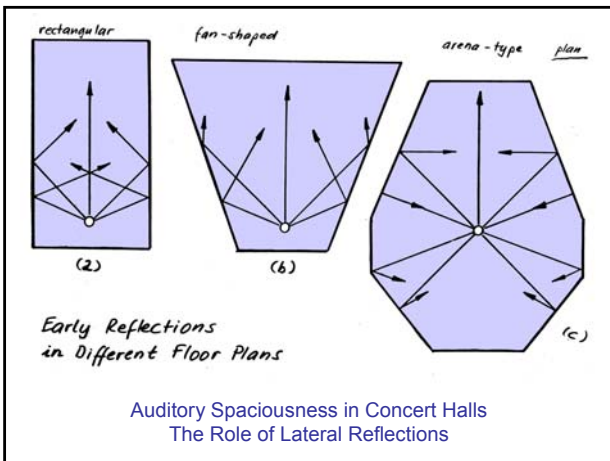 rectangular
fan-shaped
arena-type plan
(a)
(b)
(c)
Early Reflections
in Different Floor Plans
Auditory Spaciousness in Concert Halls
The Role of Lateral Reflections